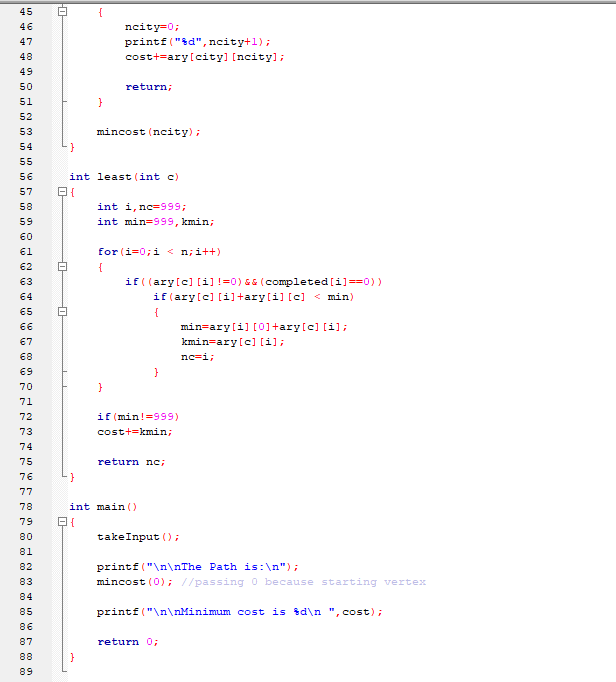 45 {
46 ncity=0;
47 printf("%d",ncity+1);
48 cost+=ary[city][ncity];
49
50 return;
51 }
52
53 mincost(ncity);
54 }
55
56 int least(int c)
57 {
58 int i,nc=999;
59 int min=999,kmin;
60
61 for(i=0;i < n;i++)
62 {
63 if((ary[c][i]!=0)&&(completed[i]==0))
64 if(ary[c][i]+ary[i][c] < min)
65 {
66 min=ary[i][0]+ary[c][i];
67 kmin=ary[c][i];
68 nc=i;
69 }
70 }
71
72 if(min!=999)
73 cost+=kmin;
74
75 return nc;
76 }
77
78 int main()
79 {
80 takeInput();
81
82 printf("\n\nThe Path is:\n");
83 mincost(0); //passing 0 because starting vertex
84
85 printf("\n\nMinimum cost is %d\n ",cost);
86
87 return 0;
88 }
89